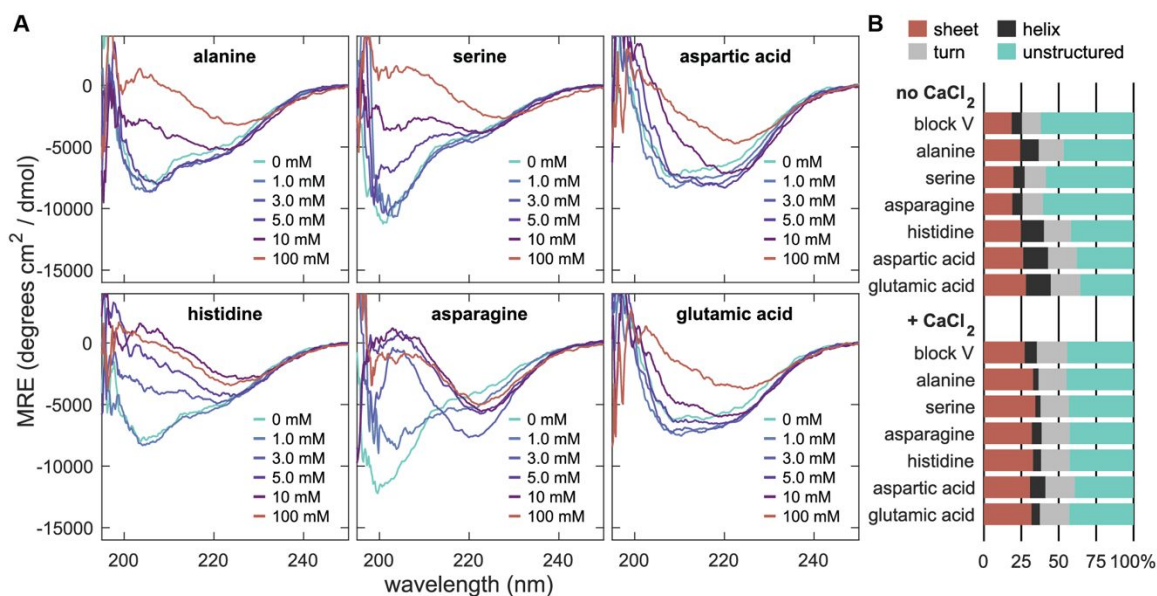 A
MRE (degrees cm² / dmol)
alanine
0
-5000
-10000
-15000
0 mM
1.0 mM
3.0 mM
5.0 mM
10 mM
100 mM
serine
0 mM
1.0 mM
3.0 mM
5.0 mM
10 mM
100 mM
aspartic acid
0 mM
1.0 mM
3.0 mM
5.0 mM
10 mM
100 mM
histidine
0
-5000
-10000
-15000
0 mM
1.0 mM
3.0 mM
5.0 mM
10 mM
100 mM
200 220 240
asparagine
0 mM
1.0 mM
3.0 mM
5.0 mM
10 mM
100 mM
200 220 240
glutamic acid
0 mM
1.0 mM
3.0 mM
5.0 mM
10 mM
100 mM
200 220 240
wavelength (nm)
B
sheet helix
turn unstructured
no CaCl₂
block V
alanine
serine
asparagine
histidine
aspartic acid
glutamic acid
+ CaCl₂
block V
alanine
serine
asparagine
histidine
aspartic acid
glutamic acid
0 25 50 75 100%